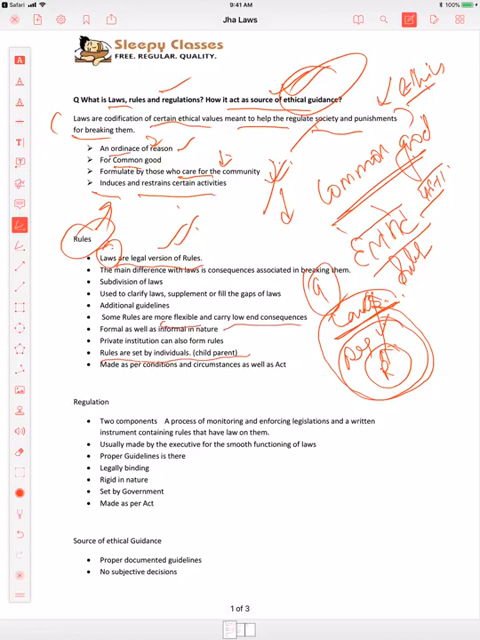 Safari
9:41 AM
100%
Jha Laws
Sleepy Classes
FREE. REGULAR. QUALITY.
Q What is Laws, rules and regulations? How it act as source of ethical guidance?
Ethics
Laws are codification of certain ethical values meant to help the regulate society and punishments
for breaking them.
An ordinace of reason
For Common good
Formulate by those who care for the community
Induces and restrains certain activities
Common good
Rules
Laws are legal version of Rules.
The main difference with laws is consequences associated in breaking them.
Subdivision of laws
Used to clarify laws, supplement or fill the gaps of laws
Additional guidelines
Some Rules are more flexible and carry low end consequences
Formal as well as informal in nature
Private institution can also form rules
Rules are set by individuals. (child parent)
Made as per conditions and circumstances as well as Act
Rules
Reg
R
Regulation
Two components A process of monitoring and enforcing legislations and a written
instrument containing rules that have law on them.
Usually made by the executive for the smooth functioning of laws
Proper Guidelines is there
Legally binding
Rigid in nature
Set by Government
Made as per Act
Source of ethical Guidance
Proper documented guidelines
No subjective decisions
1 of 3